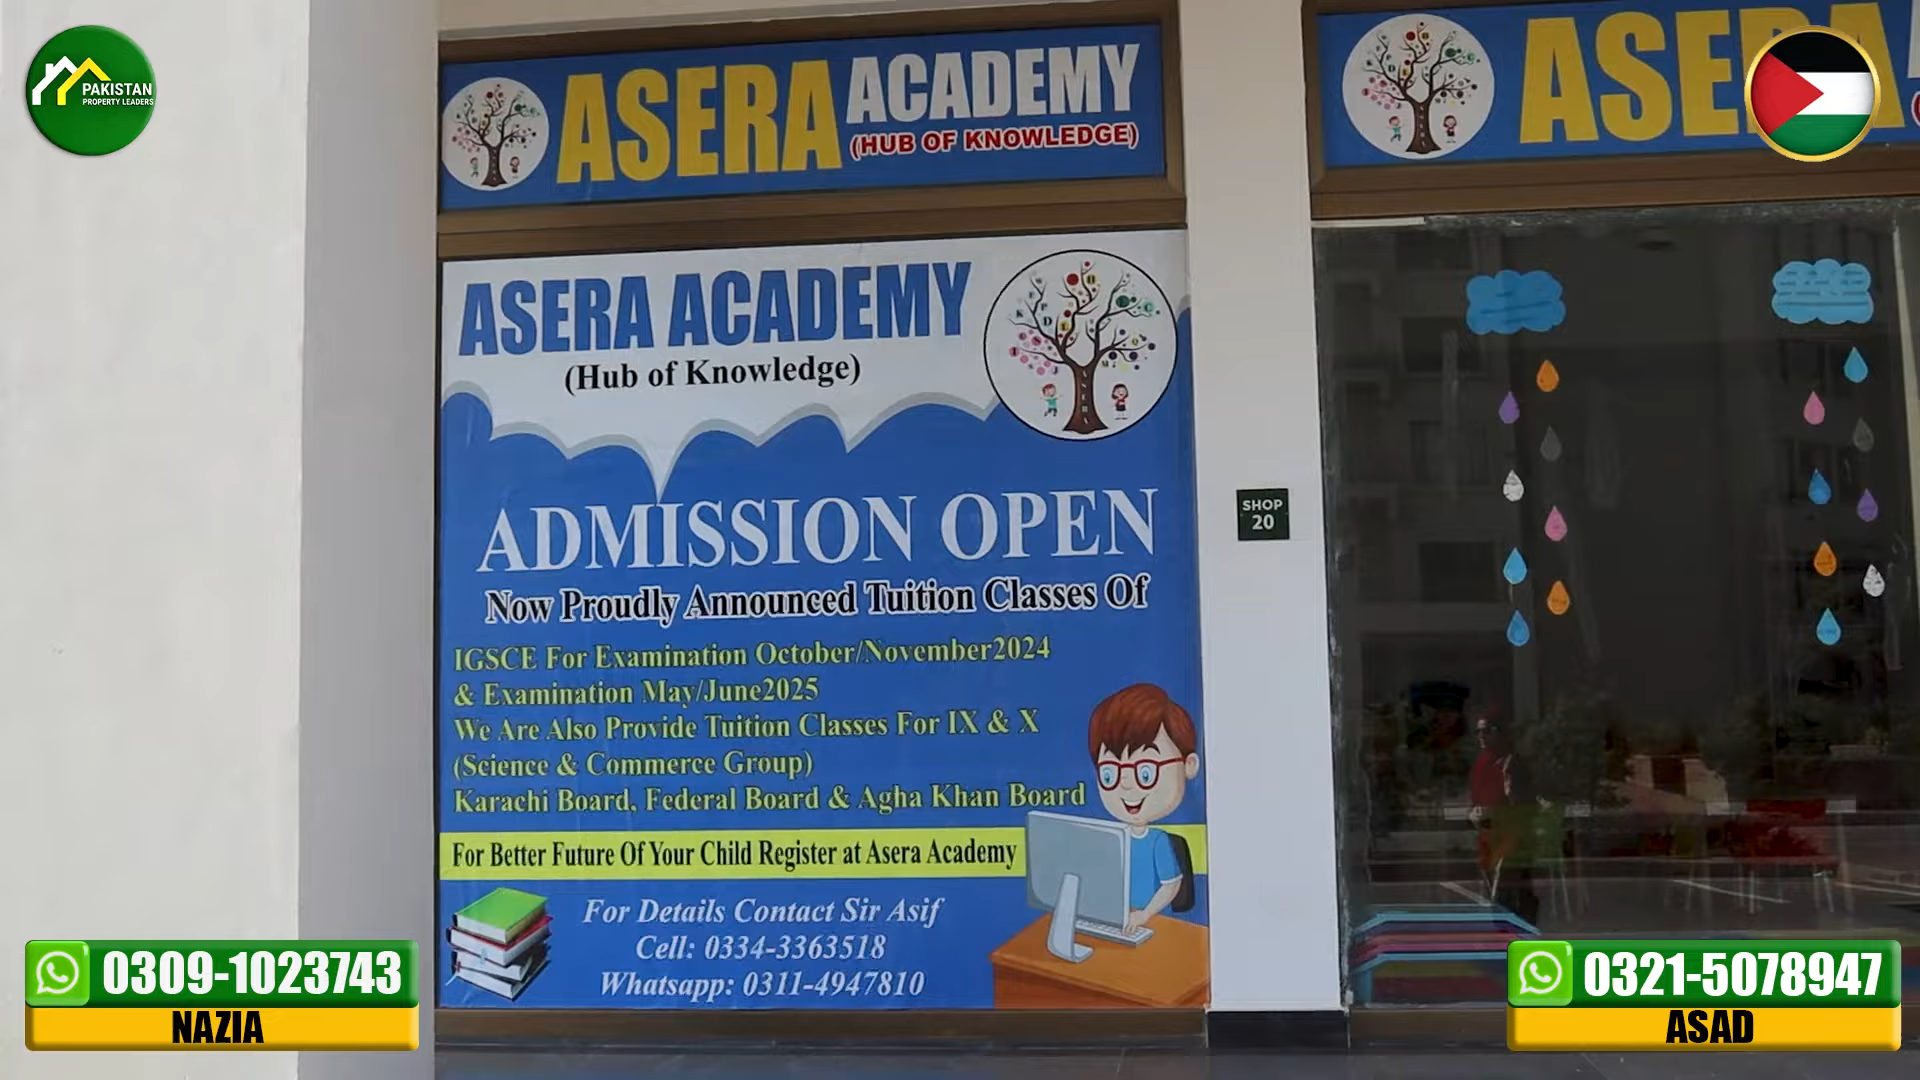 PAKISTAN
PROPERTY LEADERS
ASERA ACADEMY
(HUB OF KNOWLEDGE)
ASERA
ASERA ACADEMY
(Hub of Knowledge)
ADMISSION OPEN
Now Proudly Announced Tuition Classes Of
IGSCE For Examination October/November2024
& Examination May/June2025
We Are Also Provide Tuition Classes For IX & X
(Science & Commerce Group)
Karachi Board, Federal Board & Agha Khan Board
For Better Future Of Your Child Register at Asera Academy
For Details Contact Sir Asif
Cell: 0334-3363518
Whatsapp: 0311-4947810
SHOP
20
0309-1023743
NAZIA
0321-5078947
ASAD